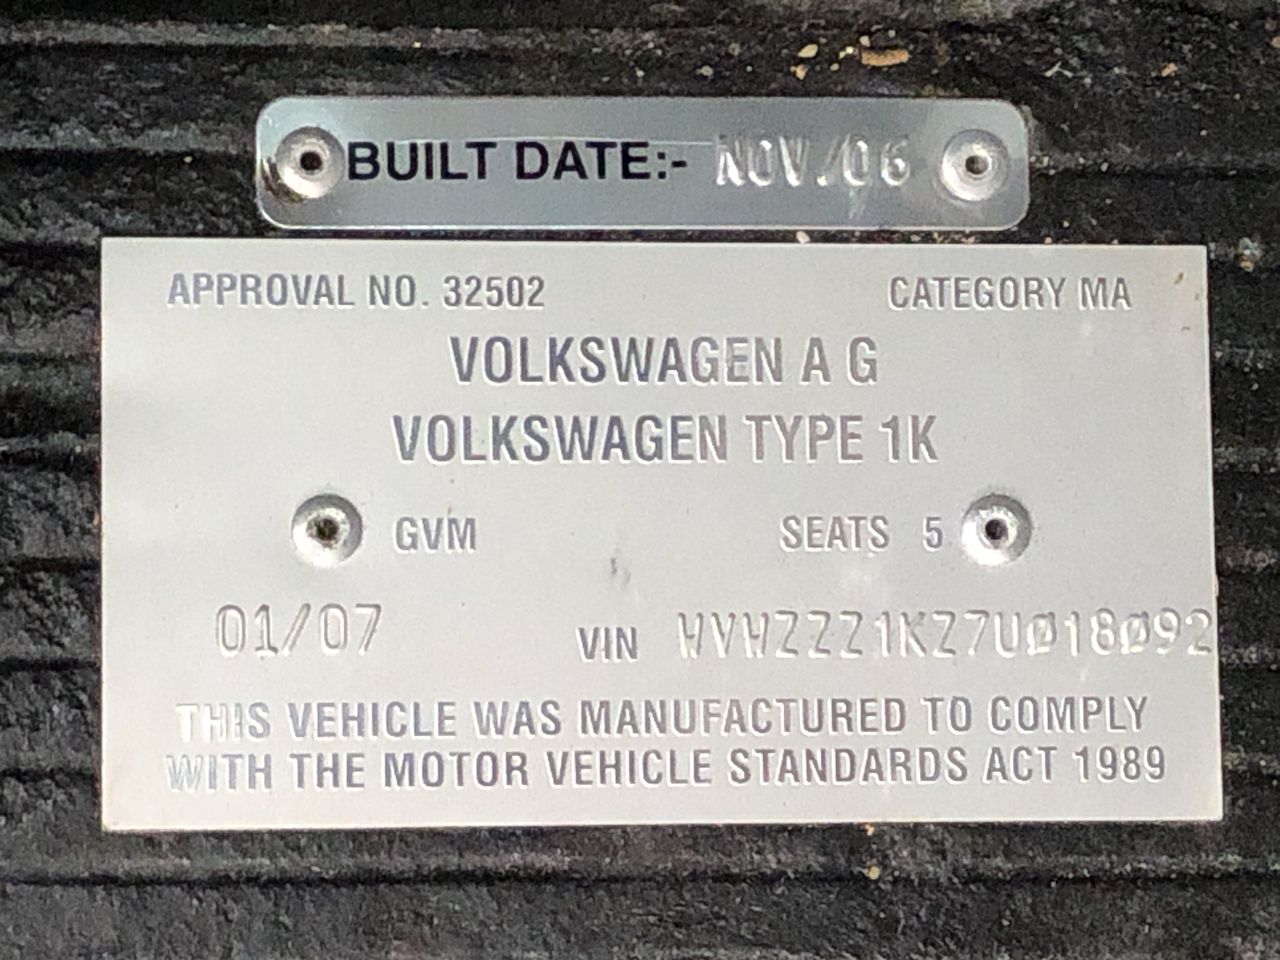 BUILT DATE:- NOV/06
APPROVAL NO. 32502 CATEGORY MA
VOLKSWAGEN A G
VOLKSWAGEN TYPE 1K
GVM SEATS 5
01/07 VIN WVWZZZ1KZ7U018092
THIS VEHICLE WAS MANUFACTURED TO COMPLY
WITH THE MOTOR VEHICLE STANDARDS ACT 1989